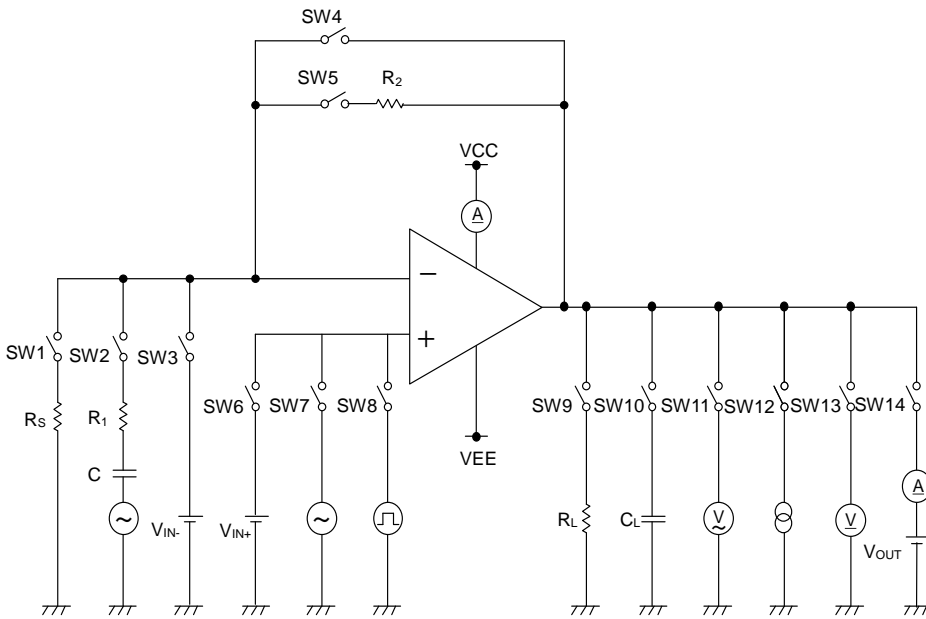 SW4
SW5 R2
VCC
A
−
+
SW1 SW2 SW3
SW6 SW7 SW8
SW9 SW10 SW11 SW12 SW13 SW14
RS R1
C
VEE
A
VIN- VIN+
RL CL V V
VOUT